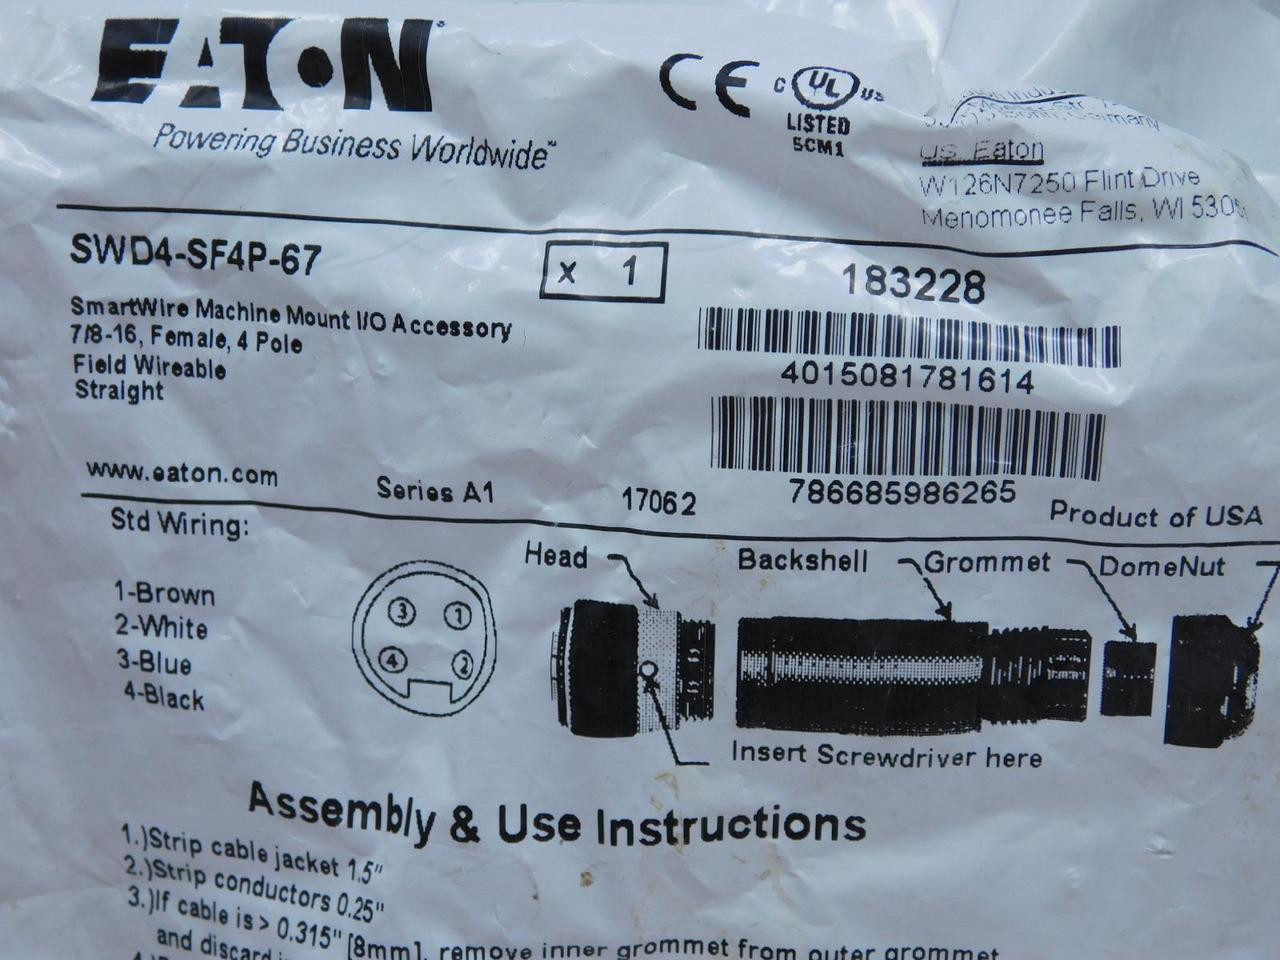 EATON
Powering Business Worldwide™
CE
C UL US
LISTED
5CM1
Germany
US Eaton
W126N7250 Flint Drive
Menomonee Falls, WI
SWD4-SF4P-67
x 1
183228
SmartWire Machine Mount I/O Accessory
7/8-16, Female, 4 Pole
Field Wireable
Straight
4015081781614
786685986265
www.eaton.com
Series A1
17062
Product of USA
Std Wiring:
1-Brown
2-White
3-Blue
4-Black
3 1
4 2
Head
Backshell
Grommet
DomeNut
Insert Screwdriver here
Assembly & Use Instructions
1.)Strip cable jacket 1.5"
2.)Strip conductors 0.25"
3.)If cable is > 0.315" [8mm], remove inner grommet from outer grommet
and discard